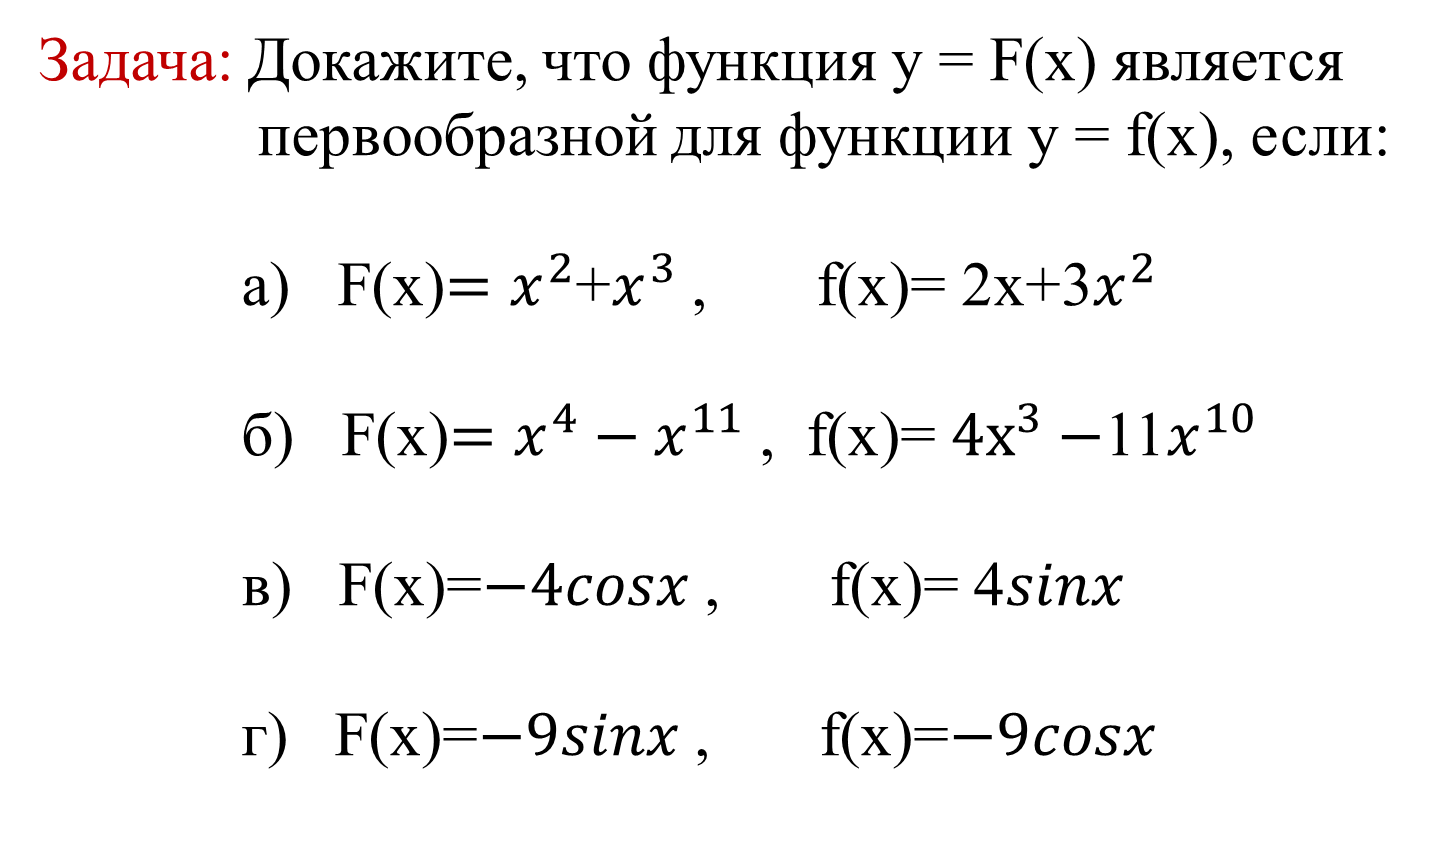 Задача: Докажите, что функция y = F(x) является
первообразной для функции y = f(x), если:
а) F(x)= 𝑥²+𝑥³ , f(x)= 2x+3𝑥²
б) F(x)= 𝑥⁴ − 𝑥¹¹ , f(x)= 4x³ −11𝑥¹⁰
в) F(x)=−4𝑐𝑜𝑠𝑥 , f(x)= 4𝑠𝑖𝑛𝑥
г) F(x)=−9𝑠𝑖𝑛𝑥 , f(x)=−9𝑐𝑜𝑠𝑥